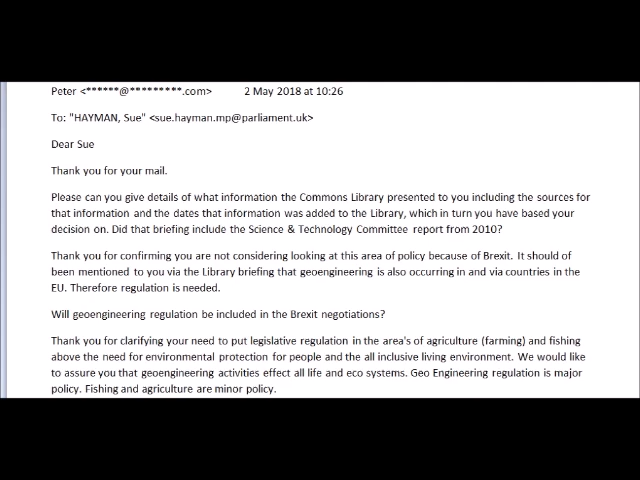 Peter <******@*********.com> 2 May 2018 at 10:26
To: "HAYMAN, Sue" <sue.hayman.mp@parliament.uk>
Dear Sue
Thank you for your mail.
Please can you give details of what information the Commons Library presented to you including the sources for
that information and the dates that information was added to the Library, which in turn you have based your
decision on. Did that briefing include the Science & Technology Committee report from 2010?
Thank you for confirming you are not considering looking at this area of policy because of Brexit. It should of
been mentioned to you via the Library briefing that geoengineering is also occurring in and via countries in the
EU. Therefore regulation is needed.
Will geoengineering regulation be included in the Brexit negotiations?
Thank you for clarifying your need to put legislative regulation in the area's of agriculture (farming) and fishing
above the need for environmental protection for people and the all inclusive living environment. We would like
to assure you that geoengineering activities effect all life and eco systems. Geo Engineering regulation is major
policy. Fishing and agriculture are minor policy.